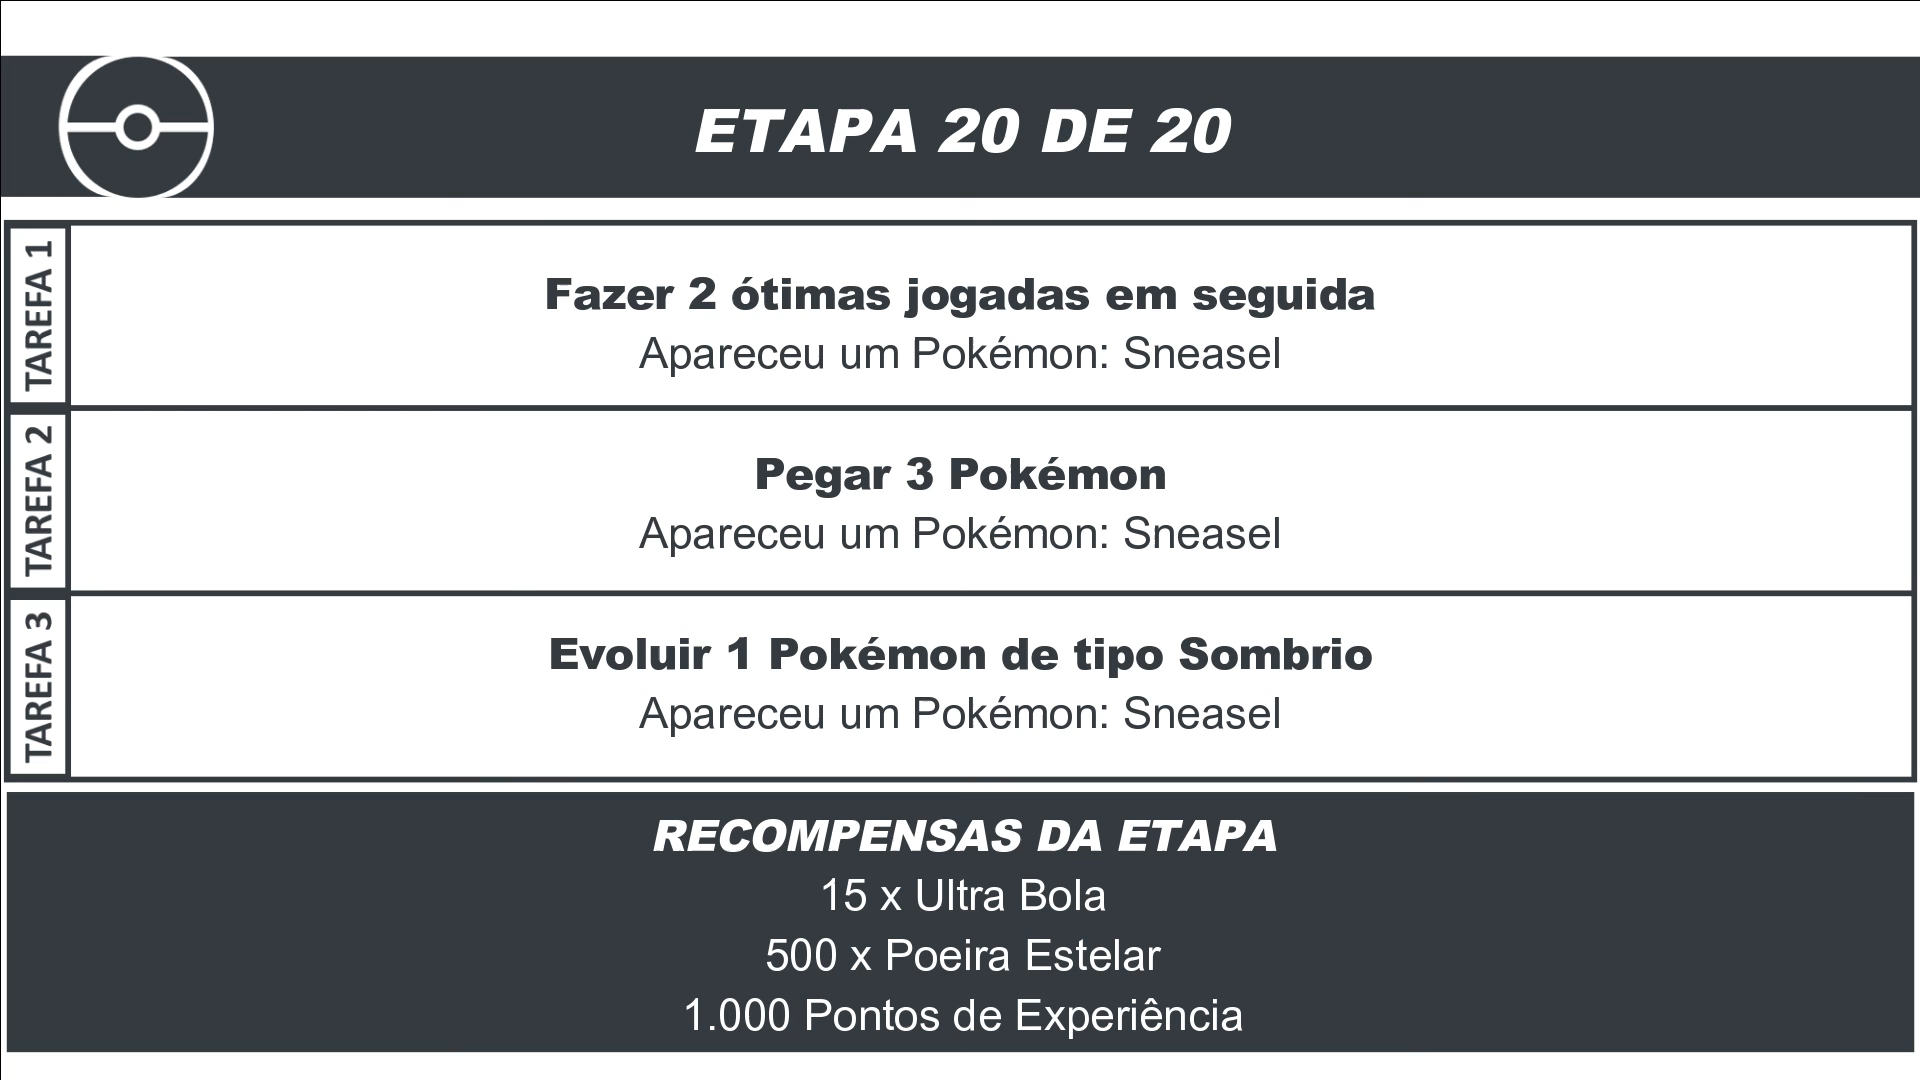 ETAPA 20 DE 20
TAREFA 1
Fazer 2 ótimas jogadas em seguida
Apareceu um Pokémon: Sneasel
TAREFA 2
Pegar 3 Pokémon
Apareceu um Pokémon: Sneasel
TAREFA 3
Evoluir 1 Pokémon de tipo Sombrio
Apareceu um Pokémon: Sneasel
RECOMPENSAS DA ETAPA
15 x Ultra Bola
500 x Poeira Estelar
1.000 Pontos de Experiência